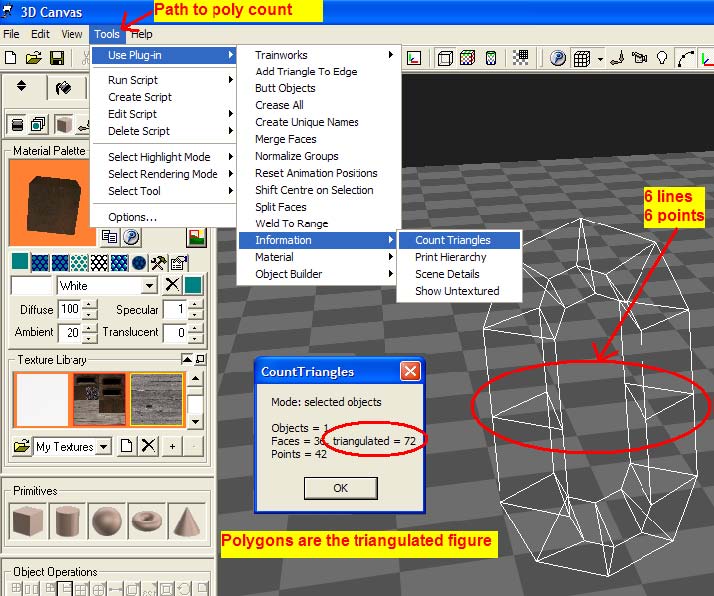 3D Canvas
Path to poly count
File Edit View Tools Help
Use Plug-in
Run Script
Create Script
Edit Script
Delete Script
Select Highlight Mode
Select Rendering Mode
Select Tool
Options...
Trainworks
Add Triangle To Edge
Butt Objects
Crease All
Create Unique Names
Merge Faces
Normalize Groups
Reset Animation Positions
Shift Centre on Selection
Split Faces
Weld To Range
Information
Material
Object Builder
Count Triangles
Print Hierarchy
Scene Details
Show Untextured
6 lines
6 points
Material Palette
White
Diffuse 100 Specular 1
Ambient 20 Translucent 0
Texture Library
My Textures
Primitives
Object Operations
CountTriangles
Mode: selected objects
Objects = 1
Faces = 36 triangulated = 72
Points = 42
OK
Polygons are the triangulated figure